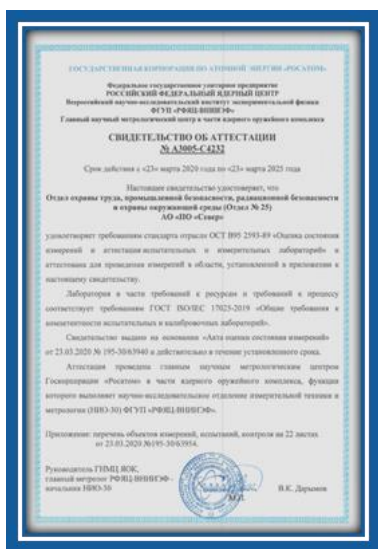 ГОСУДАРСТВЕННАЯ КОРПОРАЦИЯ ПО АТОМНОЙ ЭНЕРГИИ «РОСАТОМ»
Федеральное государственное унитарное предприятие
РОССИЙСКИЙ ФЕДЕРАЛЬНЫЙ ЯДЕРНЫЙ ЦЕНТР
Всероссийский научно-исследовательский институт экспериментальной физики
ФГУП «РФЯЦ-ВНИИЭФ»
Главный научный метрологический центр в части ядерного оружейного комплекса
СВИДЕТЕЛЬСТВО ОБ АТТЕСТАЦИИ
№ АЛ005-С4232
Срок действия с «23» марта 2020 года по «23» марта 2025 года
Настоящее свидетельство удостоверяет, что
Отдел охраны труда, промышленной безопасности, радиационной безопасности
и охраны окружающей среды (Отдел № 25)
АО «ПО «Север»
удовлетворяет требованиям стандарта отрасли ОСТ В95 2593-89 «Оценка состояния
измерений и аттестация испытательных и измерительных лабораторий» и
аттестована для проведения измерений в области, установленной в приложении к
настоящему свидетельству.
Лаборатория в части требований к ресурсам и требований к процессу
соответствует требованиям ГОСТ ISO/IEC 17025-2019 «Общие требования к
компетентности испытательных и калибровочных лабораторий».
Свидетельство выдано на основании «Акта оценки состояния измерений»
от 23.03.2020 № 195-30/63940 и действительно в течение установленного срока.
Аттестация проведена главным научным метрологическим центром
Госкорпорации «Росатом» в части ядерного оружейного комплекса, функции
которого выполняет научно-исследовательское отделение измерительной техники и
метрологии (НИО-30) ФГУП «РФЯЦ-ВНИИЭФ».
Приложение: перечень объектов измерений, испытаний, контроля на 22 листах
от 23.03.2020 №195-30/63954.
Руководитель ГНМЦ ЯОК,
главный метролог РФЯЦ-ВНИИЭФ -
начальник НИО-30
М.П.
В.К. Дарымов